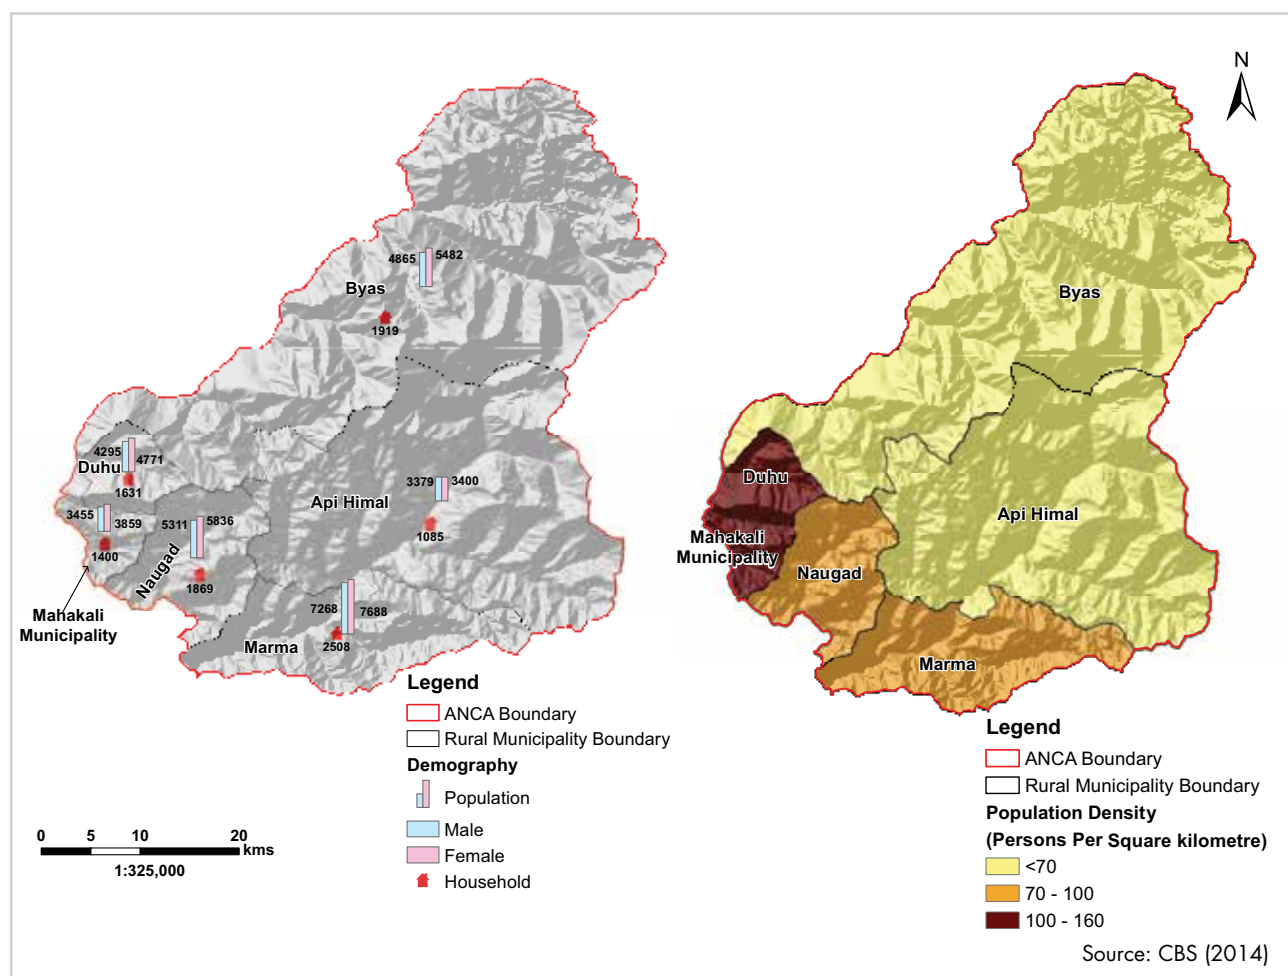 4865 5482
Byas
1919
4295
4771
Duhu
1631
3455
3859
1400
5311
5836
Naugad
1869
Mahakali
Municipality
Api Himal
3379 3400
1085
7268
7688
Marma
2508
Legend
ANCA Boundary
Rural Municipality Boundary
Demography
Population
Male
Female
Household
0 5 10 20
kms
1:325,000
N
Byas
Duhu
Mahakali
Municipality
Naugad
Api Himal
Marma
Legend
ANCA Boundary
Rural Municipality Boundary
Population Density
(Persons Per Square kilometre)
<70
70 - 100
100 - 160
Source: CBS (2014)